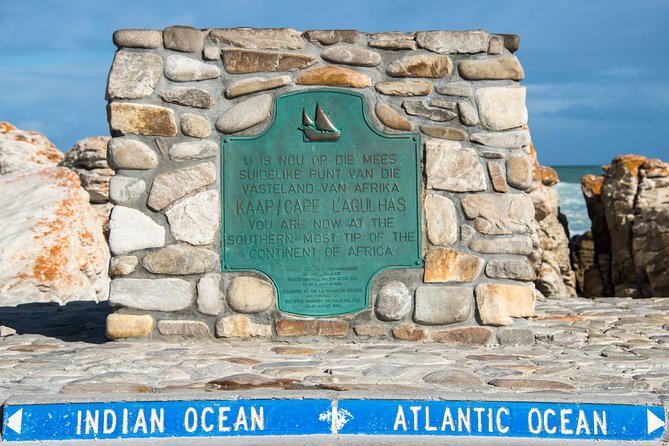 U IS NOU OP DIE MEES
SUIDELIKE PUNT VAN DIE
VASTELAND VAN AFRIKA
KAAP/CAPE L'AGULHAS
YOU ARE NOW AT THE
SOUTHERN-MOST TIP OF THE
CONTINENT OF AFRICA
INDIAN OCEAN ATLANTIC OCEAN